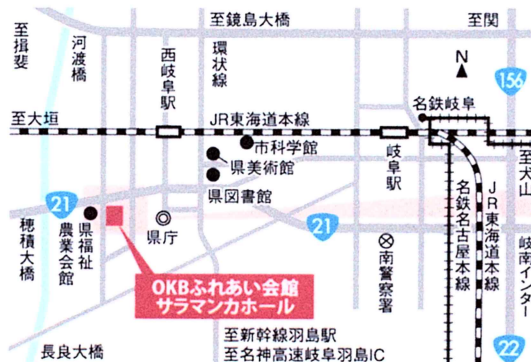 至鏡島大橋
至関
至揖斐
河渡橋
西岐阜駅
環状線
N
156
名鉄岐阜
至大垣
JR東海道本線
市科学館
県美術館
県図書館
岐阜駅
至犬山
JR東海道本線
名鉄名古屋本線
21
穂積大橋
県福祉
農業会館
県庁
21
南警察署
岐南インター
OKBふれあい会館
サラマンカホール
長良大橋
至新幹線羽島駅
至名神高速岐阜羽島IC
22